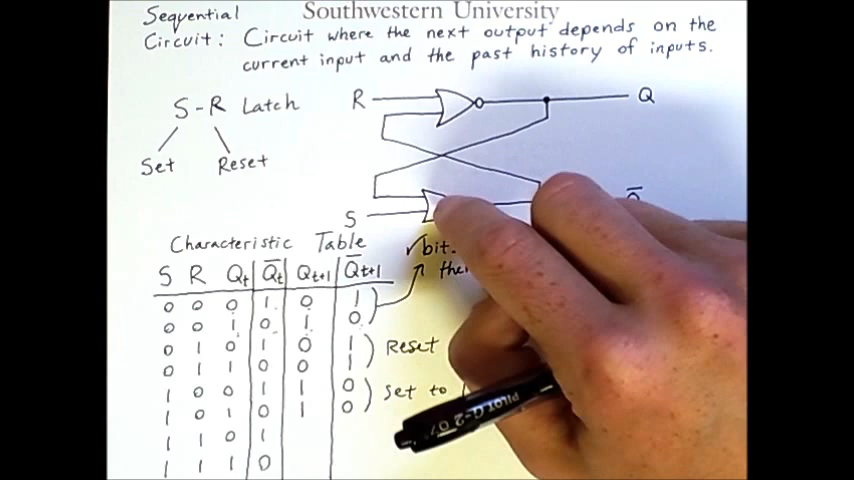 Southwestern University
Sequential
Circuit: Circuit where the next output depends on the
current input and the past history of inputs.
S-R Latch
Set Reset
R Q
S
Characteristic Table
bit.
S R Qt Q̅t Qt+1 Q̅t+1
0 0 0 1 0 1
0 0 1 0 1 0
0 1 0 1 0 1 Reset
0 1 1 0 0 1
1 0 0 1 1 0 Set to
1 0 1 0 1 0
1 1 0 1
1 1 1 0
PILOT G-2 07